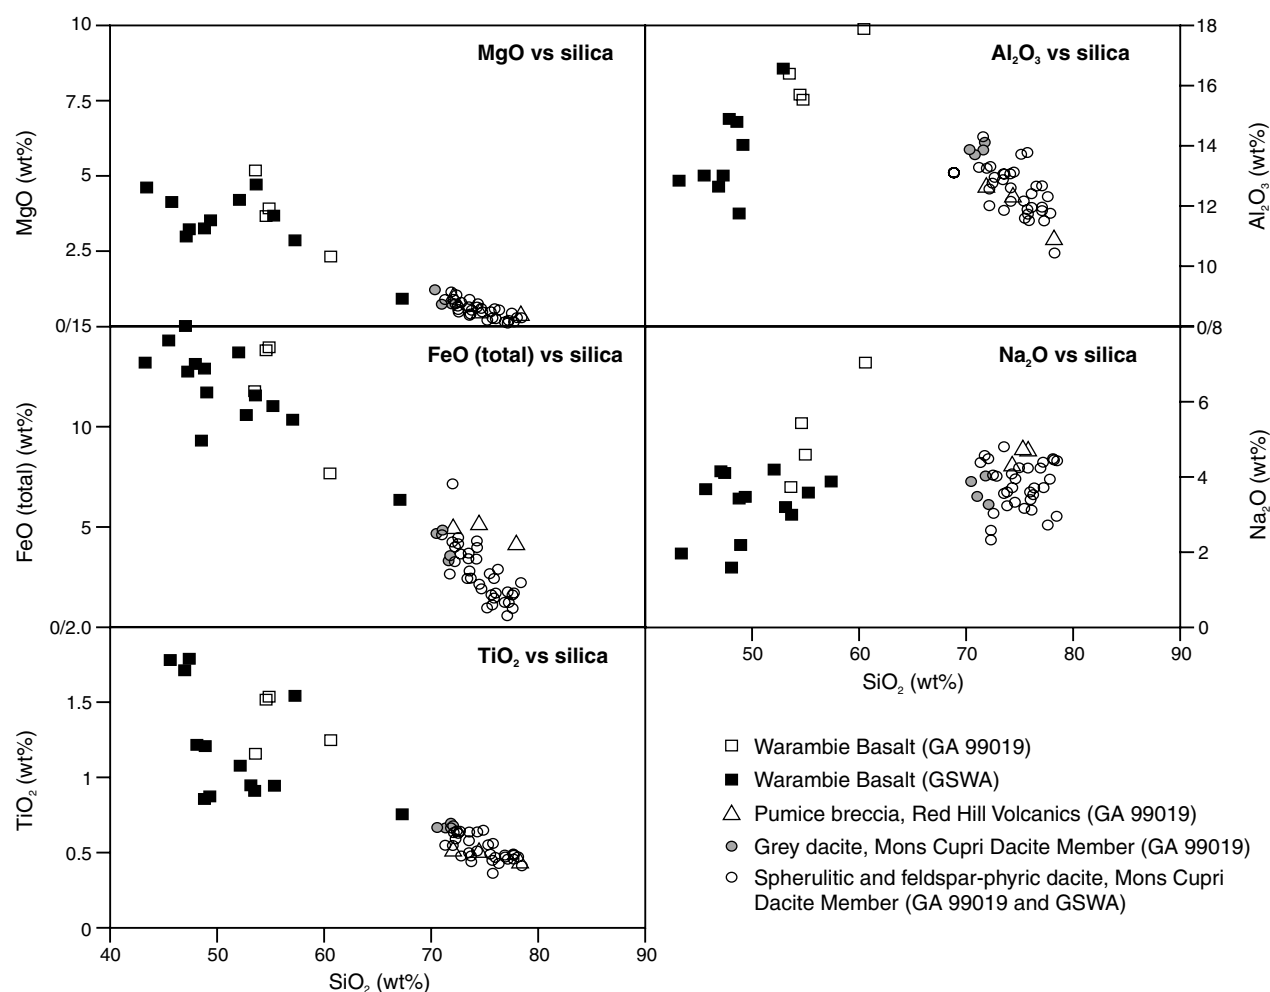 MgO vs silica
10
7.5
5
2.5
0/15
MgO (wt%)
Al₂O₃ vs silica
18
16
14
12
10
0/8
Al₂O₃ (wt%)
FeO (total) vs silica
10
5
0/2.0
FeO (total) (wt%)
Na₂O vs silica
6
4
2
0
Na₂O (wt%)
50 60 70 80 90
SiO₂ (wt%)
TiO₂ vs silica
1.5
1
0.5
0
TiO₂ (wt%)
40 50 60 70 80 90
SiO₂ (wt%)
Warambie Basalt (GA 99019)
Warambie Basalt (GSWA)
Pumice breccia, Red Hill Volcanics (GA 99019)
Grey dacite, Mons Cupri Dacite Member (GA 99019)
Spherulitic and feldspar-phyric dacite, Mons Cupri
Dacite Member (GA 99019 and GSWA)